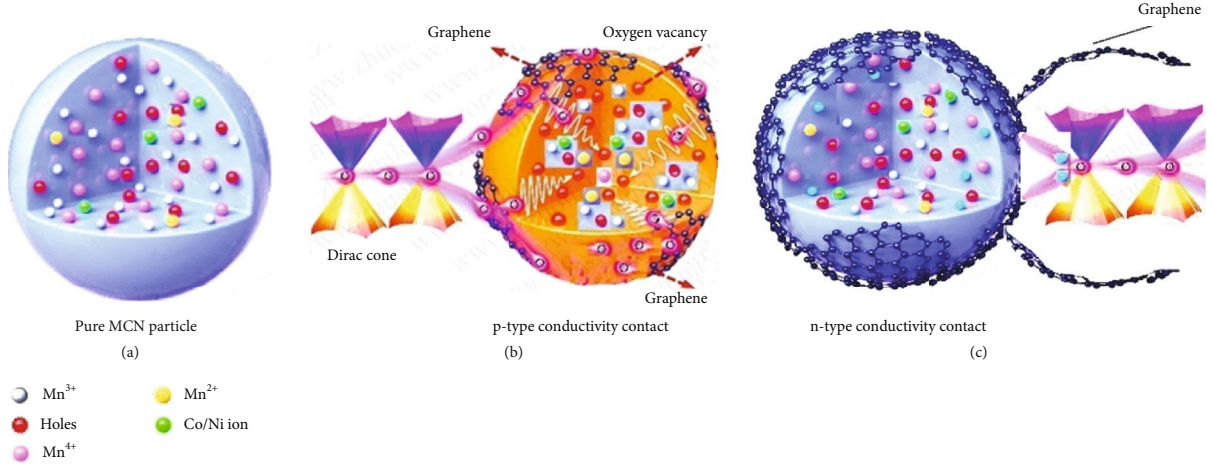 Graphene
Graphene
Oxygen vacancy
Dirac cone
Graphene
Pure MCN particle
p-type conductivity contact
n-type conductivity contact
(a)
(b)
(c)
Mn3+
Mn2+
Holes
Co/Ni ion
Mn4+